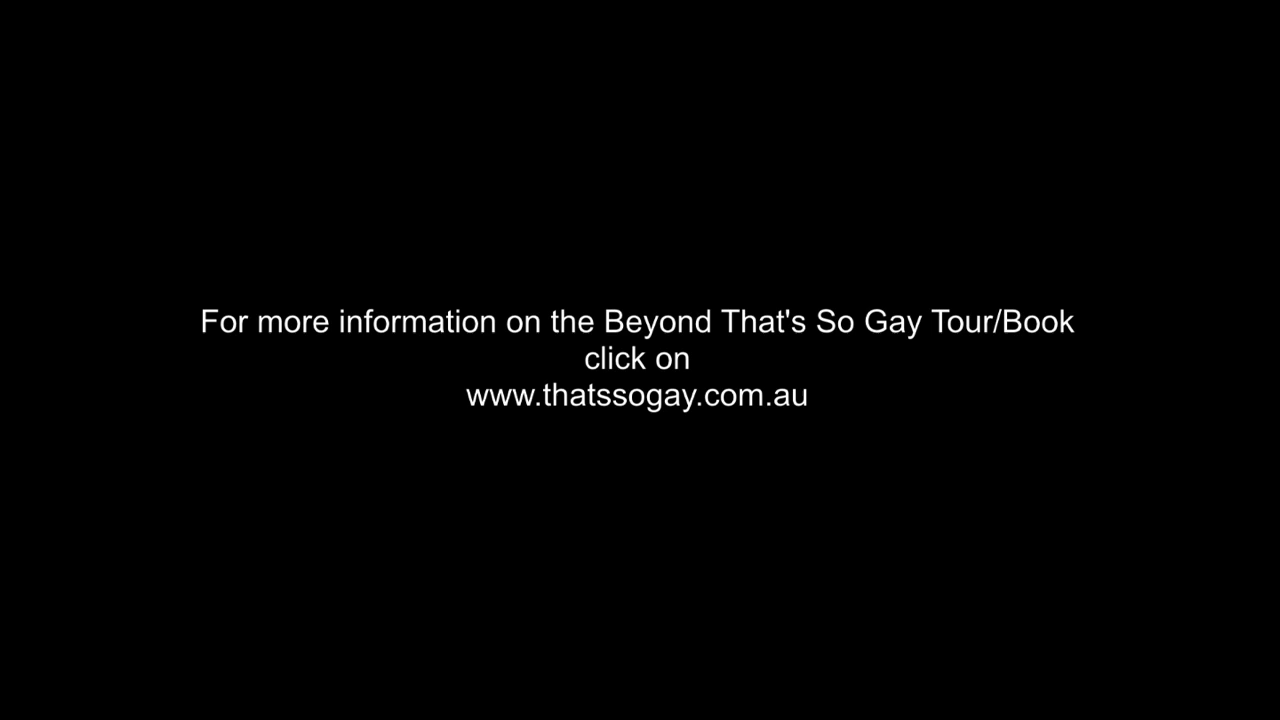 For more information on the Beyond That's So Gay Tour/Book
click on
www.thatssogay.com.au